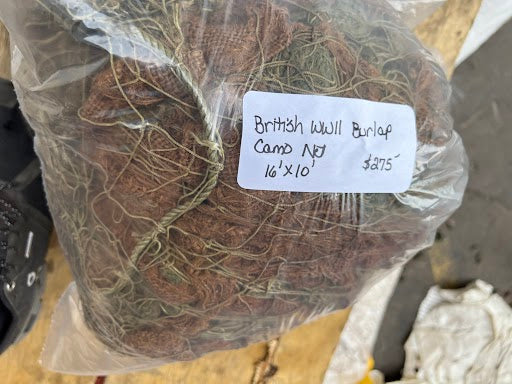 British WWII Burlap
Camo Net
16'X10'
$275